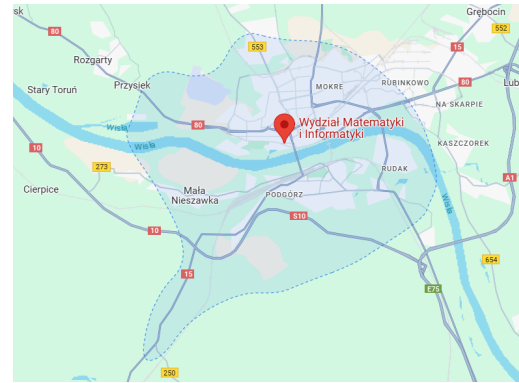 sk
Grębocin
80
553
15
552
Rozgarty
MOKRE
RUBINKOWO
80
Przysiek
Lub
Stary Toruń
NA SKARPIE
80
Wydział Matematyki
i Informatyki
Wisła
Wisła
10
KASZCZOREK
273
RUDAK
A1
Cierpice
Mała
Nieszawka
PODGÓRZ
Wisła
S10
10
654
15
E75
250